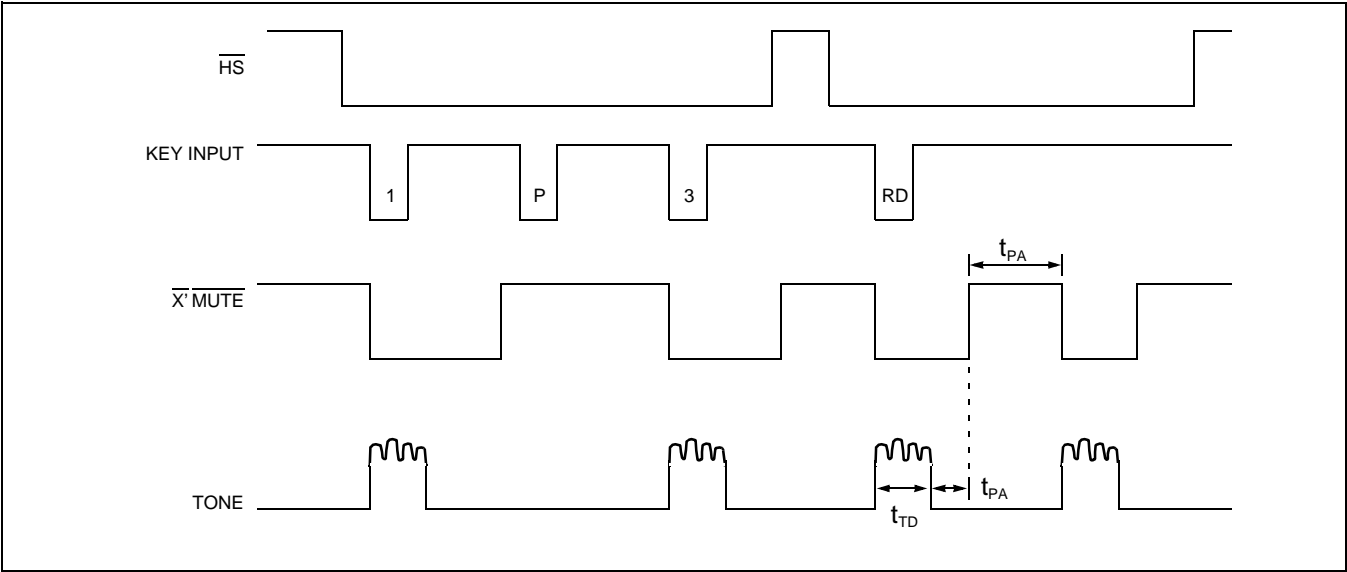 HS
KEY INPUT
1
P
3
RD
tPA
X' MUTE
TONE
tTD
tPA